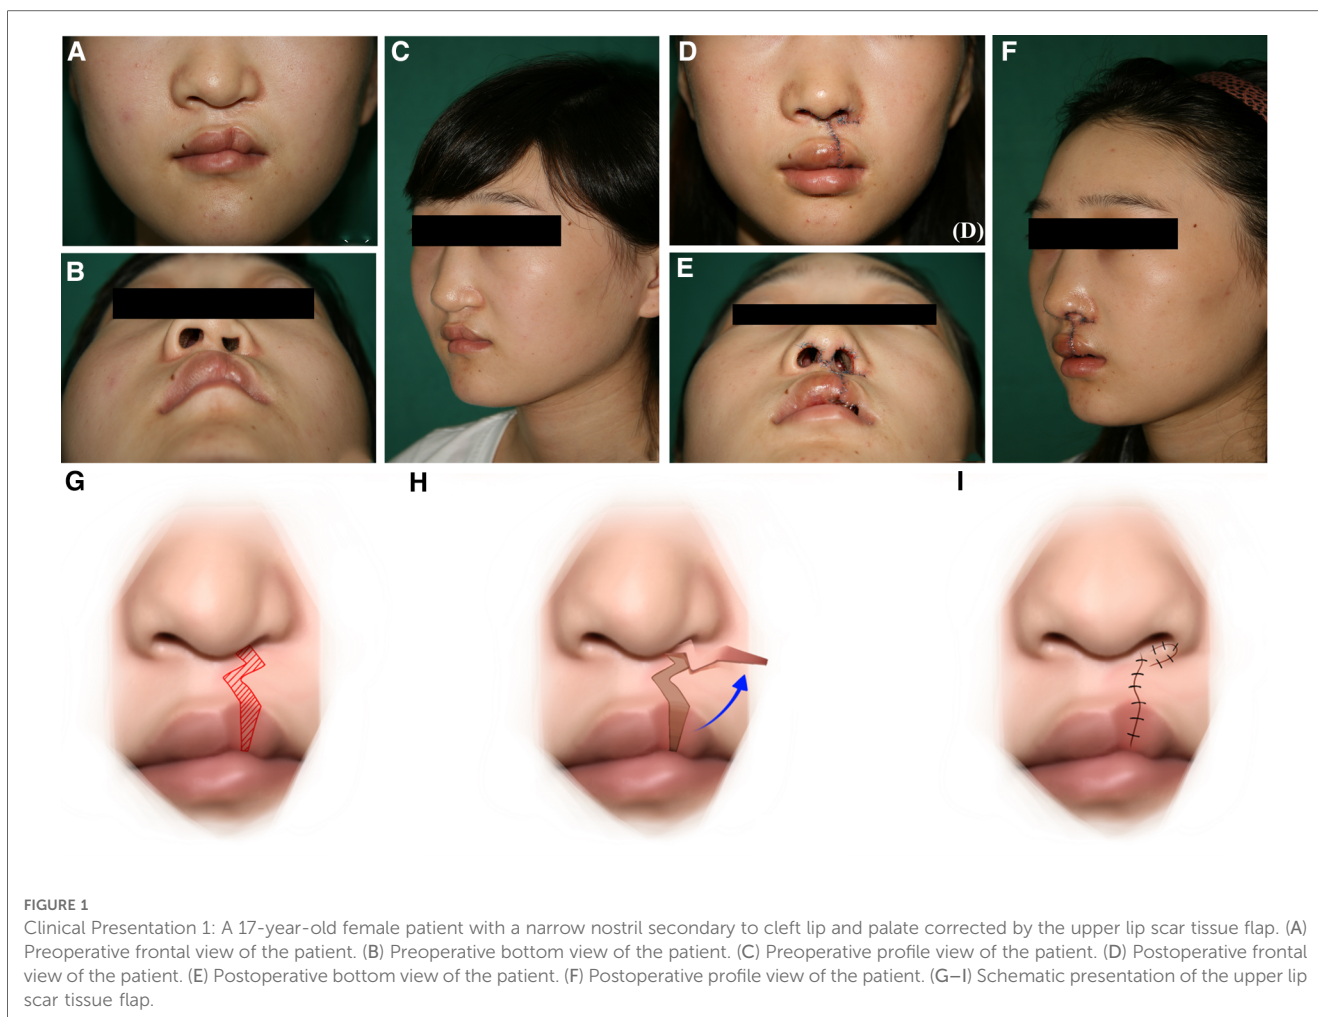 A
C
D
F
(D)
B
E
G
H
I
FIGURE 1
Clinical Presentation 1: A 17-year-old female patient with a narrow nostril secondary to cleft lip and palate corrected by the upper lip scar tissue flap. (A)
Preoperative frontal view of the patient. (B) Preoperative bottom view of the patient. (C) Preoperative profile view of the patient. (D) Postoperative frontal
view of the patient. (E) Postoperative bottom view of the patient. (F) Postoperative profile view of the patient. (G–I) Schematic presentation of the upper lip
scar tissue flap.